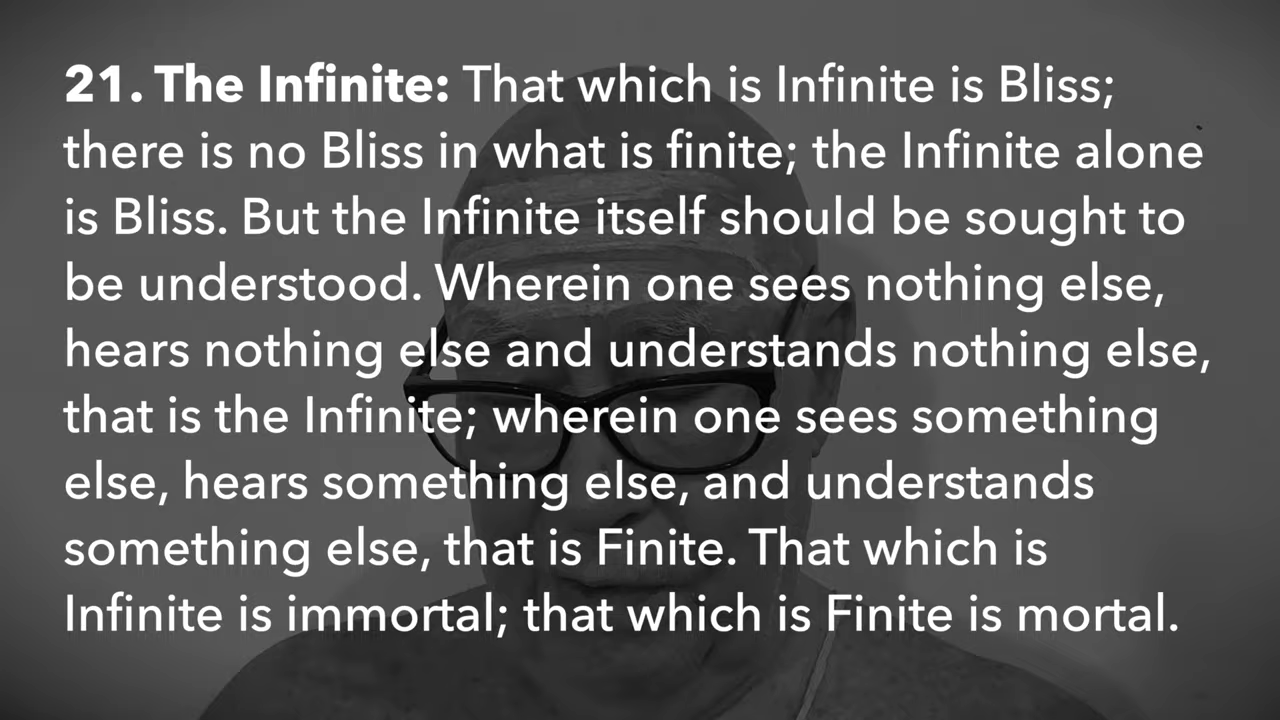 21. The Infinite: That which is Infinite is Bliss;
there is no Bliss in what is finite; the Infinite alone
is Bliss. But the Infinite itself should be sought to
be understood. Wherein one sees nothing else,
hears nothing else and understands nothing else,
that is the Infinite; wherein one sees something
else, hears something else, and understands
something else, that is Finite. That which is
Infinite is immortal; that which is Finite is mortal.